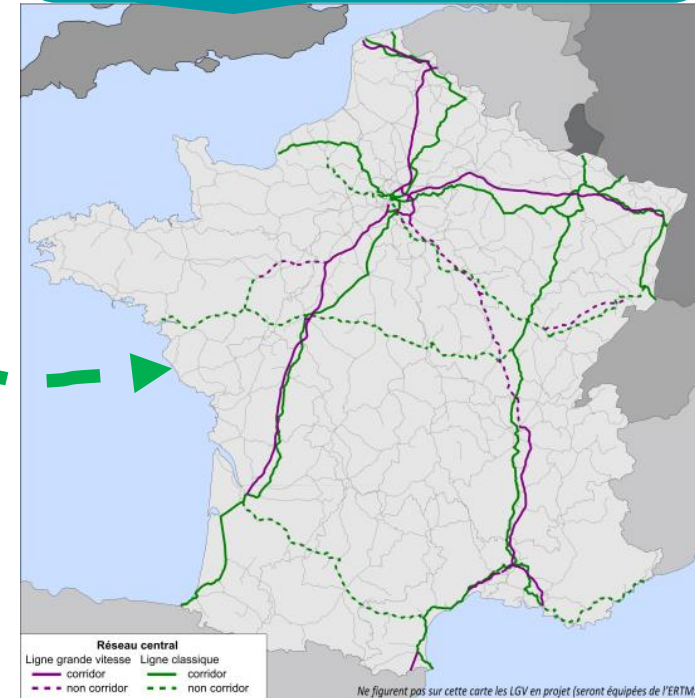 Réseau central
Ligne grande vitesse Ligne classique
corridor corridor
non corridor non corridor
Ne figurent pas sur cette carte les LGV en projet (seront équipées de l'ERTM